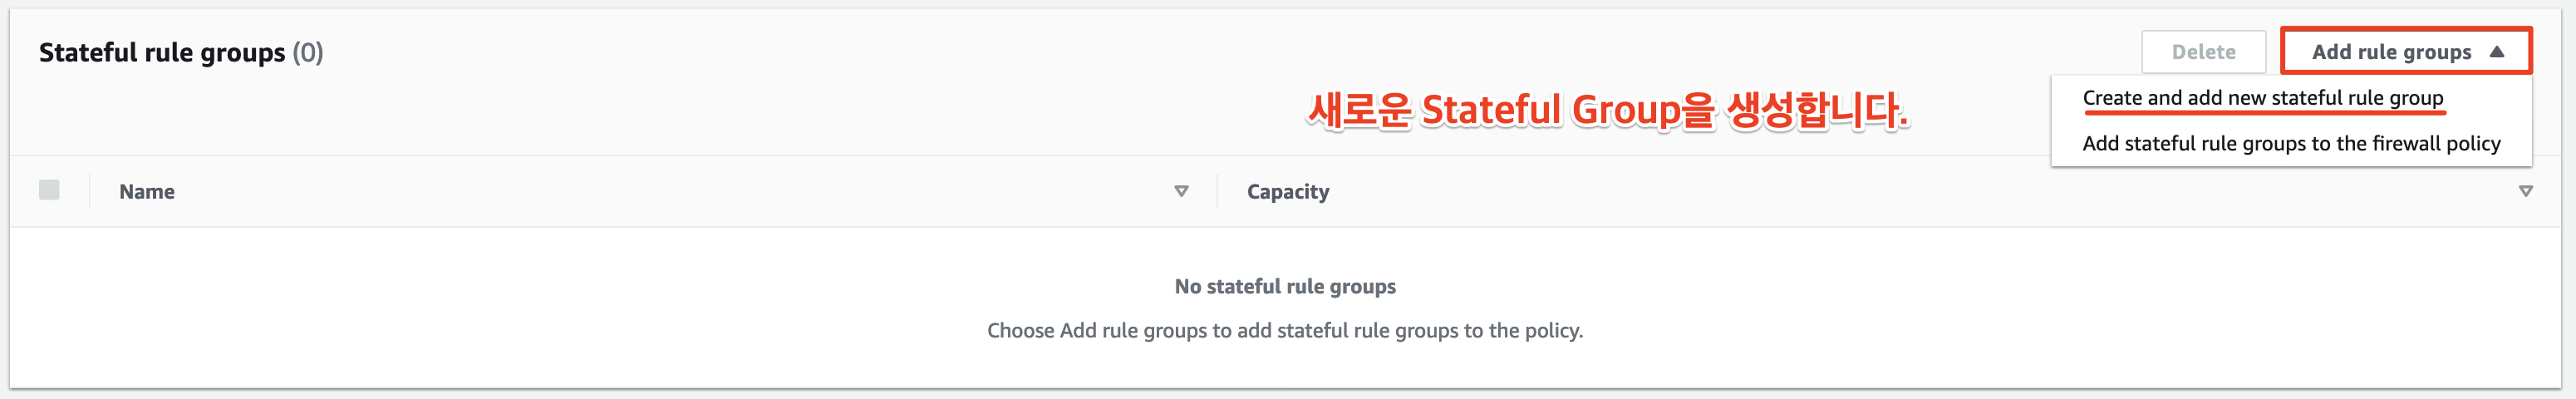 Stateful rule groups (0)
Delete
Add rule groups
새로운 Stateful Group을 생성합니다.
Create and add new stateful rule group
Add stateful rule groups to the firewall policy
Name
Capacity
No stateful rule groups
Choose Add rule groups to add stateful rule groups to the policy.